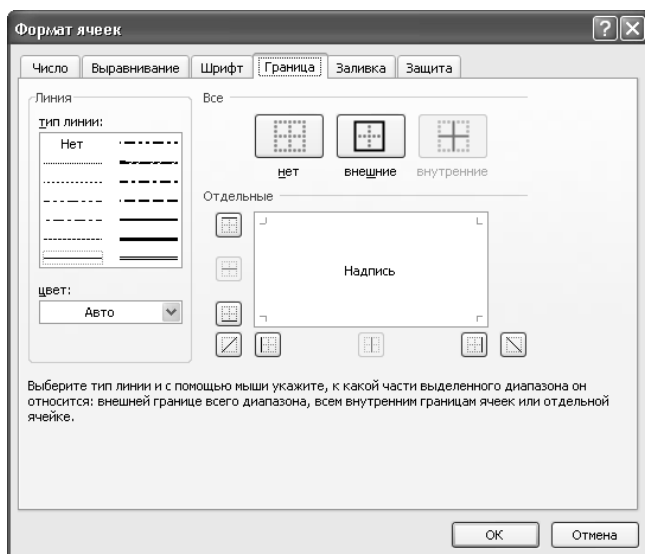 Формат ячеек
Число Выравнивание Шрифт Граница Заливка Защита
Линия
тип линии:
Нет
цвет:
Авто
Все
нет внешние внутренние
Отдельные
Надпись
Выберите тип линии и с помощью мыши укажите, к какой части выделенного диапазона он
относится: внешней границе всего диапазона, всем внутренним границам ячеек или отдельной
ячейке.
ОК Отмена